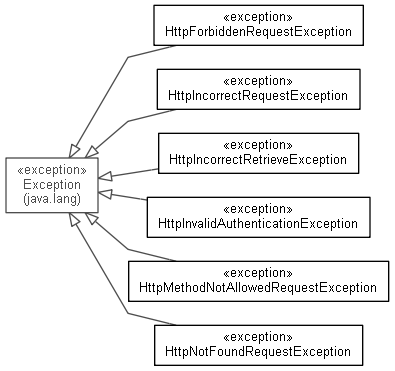 «exception»
HttpForbiddenRequestException
«exception»
HttpIncorrectRequestException
«exception»
HttpIncorrectRetrieveException
«exception»
Exception
(java.lang)
«exception»
HttpInvalidAuthenticationException
«exception»
HttpMethodNotAllowedRequestException
«exception»
HttpNotFoundRequestException